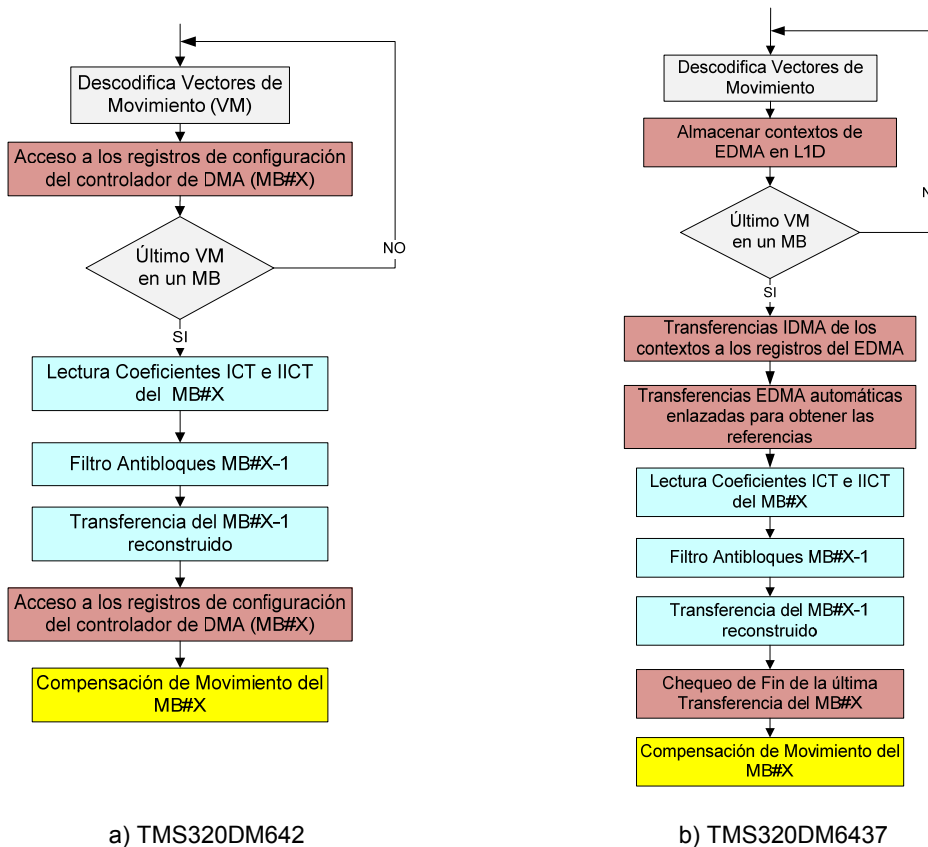 Descodifica Vectores de
Movimiento (VM)
Acceso a los registros de configuración
del controlador de DMA (MB#X)
Último VM
en un MB
NO
SI
Lectura Coeficientes ICT e IICT
del MB#X
Filtro Antibloques MB#X-1
Transferencia del MB#X-1
reconstruido
Acceso a los registros de configuración
del controlador de DMA (MB#X)
Compensación de Movimiento del
MB#X
a) TMS320DM642
Descodifica Vectores de
Movimiento
Almacenar contextos de
EDMA en L1D
Último VM
en un MB
SI
Transferencias IDMA de los
contextos a los registros del EDMA
Transferencias EDMA automáticas
enlazadas para obtener las
referencias
Lectura Coeficientes ICT e IICT
del MB#X
Filtro Antibloques MB#X-1
Transferencia del MB#X-1
reconstruido
Chequeo de Fin de la última
Transferencia del MB#X
Compensación de Movimiento del
MB#X
b) TMS320DM6437